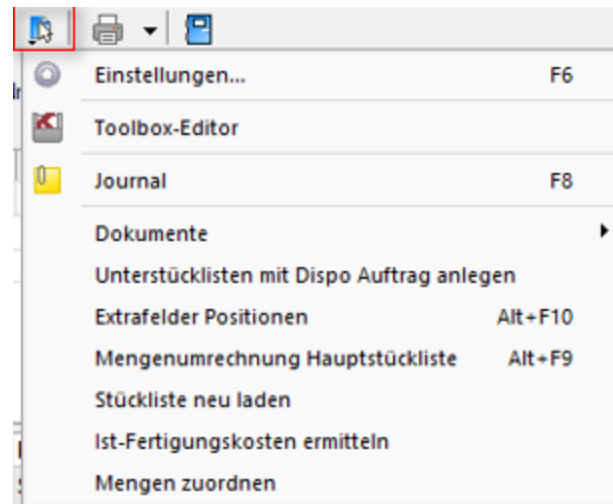 Einstellungen... F6
Toolbox-Editor
Journal F8
Dokumente
Unterstücklisten mit Dispo Auftrag anlegen
Extrafelder Positionen Alt+F10
Mengenumrechnung Hauptstückliste Alt+F9
Stückliste neu laden
Ist-Fertigungskosten ermitteln
Mengen zuordnen